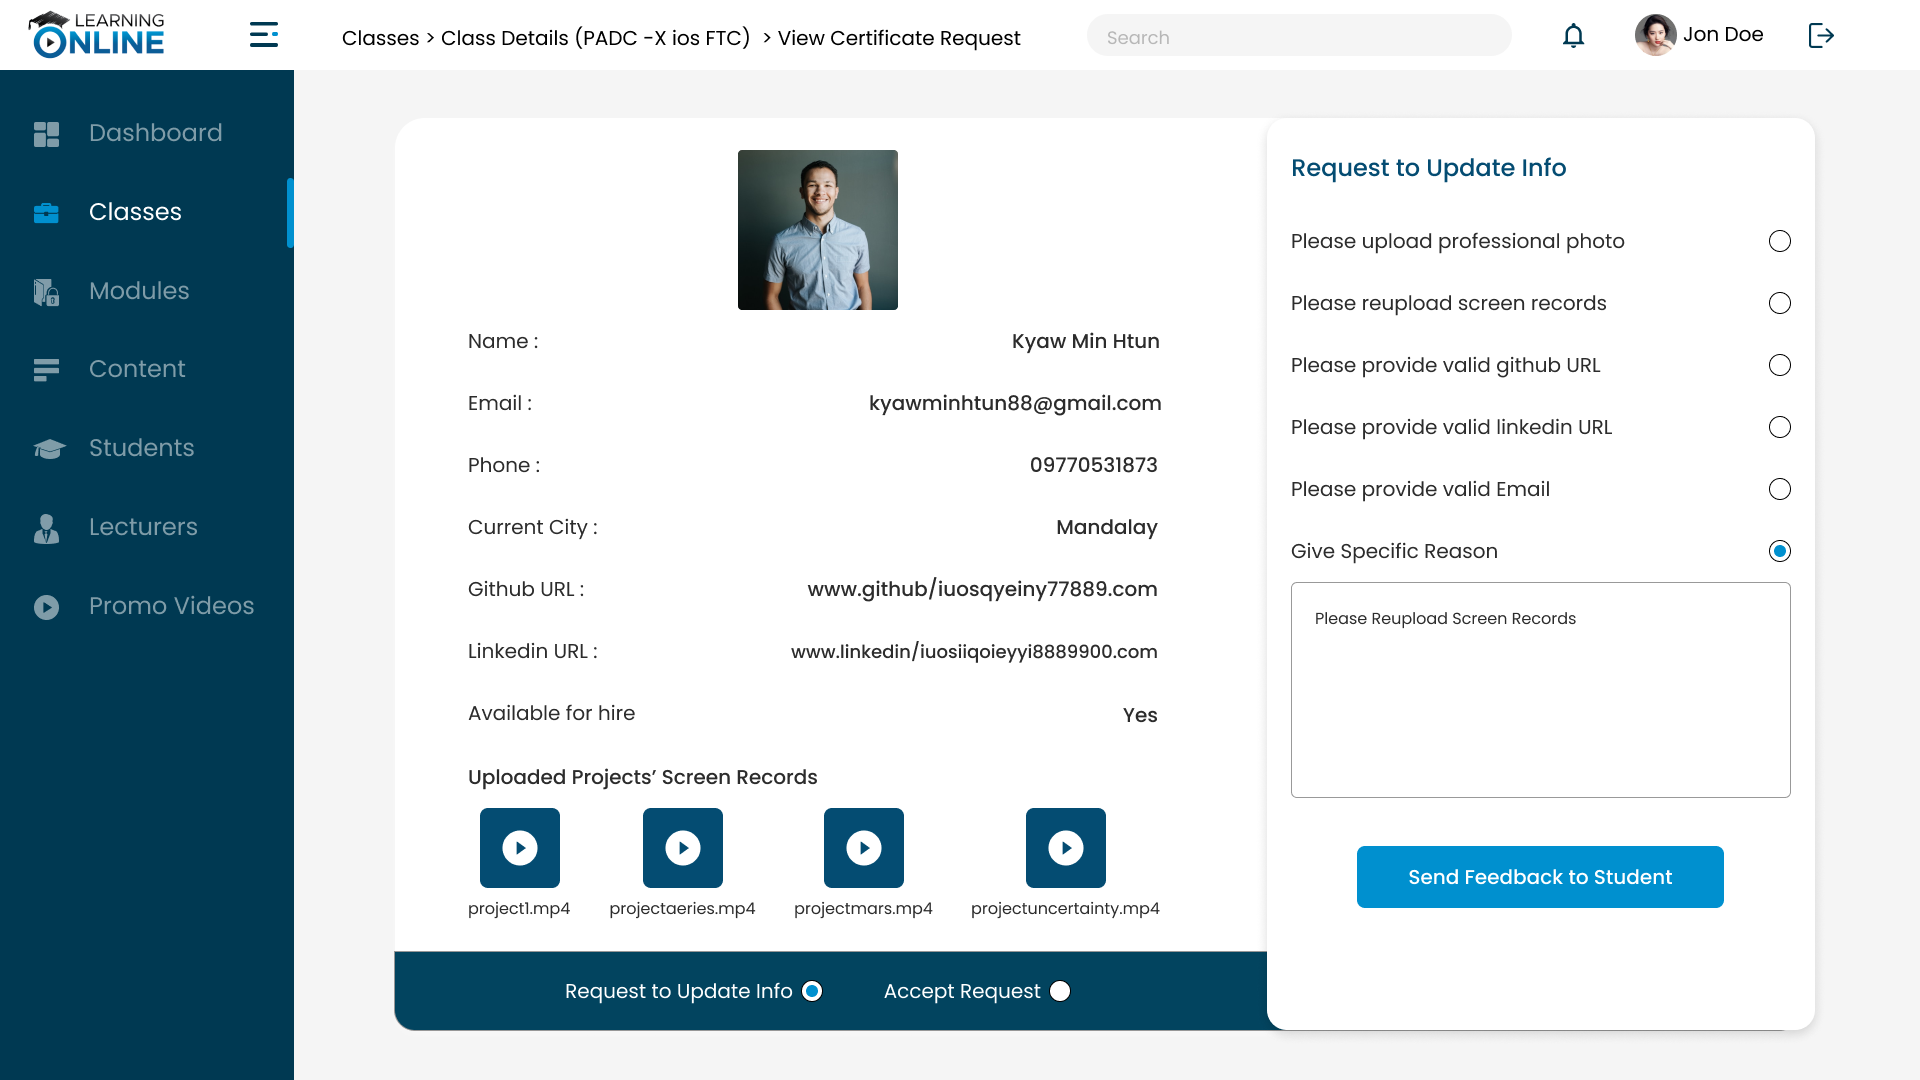 LEARNING
ONLINE
Classes > Class Details (PADC -X ios FTC) > View Certificate Request
Search
Jon Doe
Dashboard
Classes
Modules
Content
Students
Lecturers
Promo Videos
Name : Kyaw Min Htun
Email : kyawminhtun88@gmail.com
Phone : 09770531873
Current City : Mandalay
Github URL : www.github/iuosqyeiny77889.com
Linkedin URL : www.linkedin/iuosiiqoieyyi8889900.com
Available for hire Yes
Uploaded Projects’ Screen Records
project1.mp4 projectaeries.mp4 projectmars.mp4 projectuncertainty.mp4
Request to Update Info Accept Request
Request to Update Info
Please upload professional photo
Please reupload screen records
Please provide valid github URL
Please provide valid linkedin URL
Please provide valid Email
Give Specific Reason
Please Reupload Screen Records
Send Feedback to Student